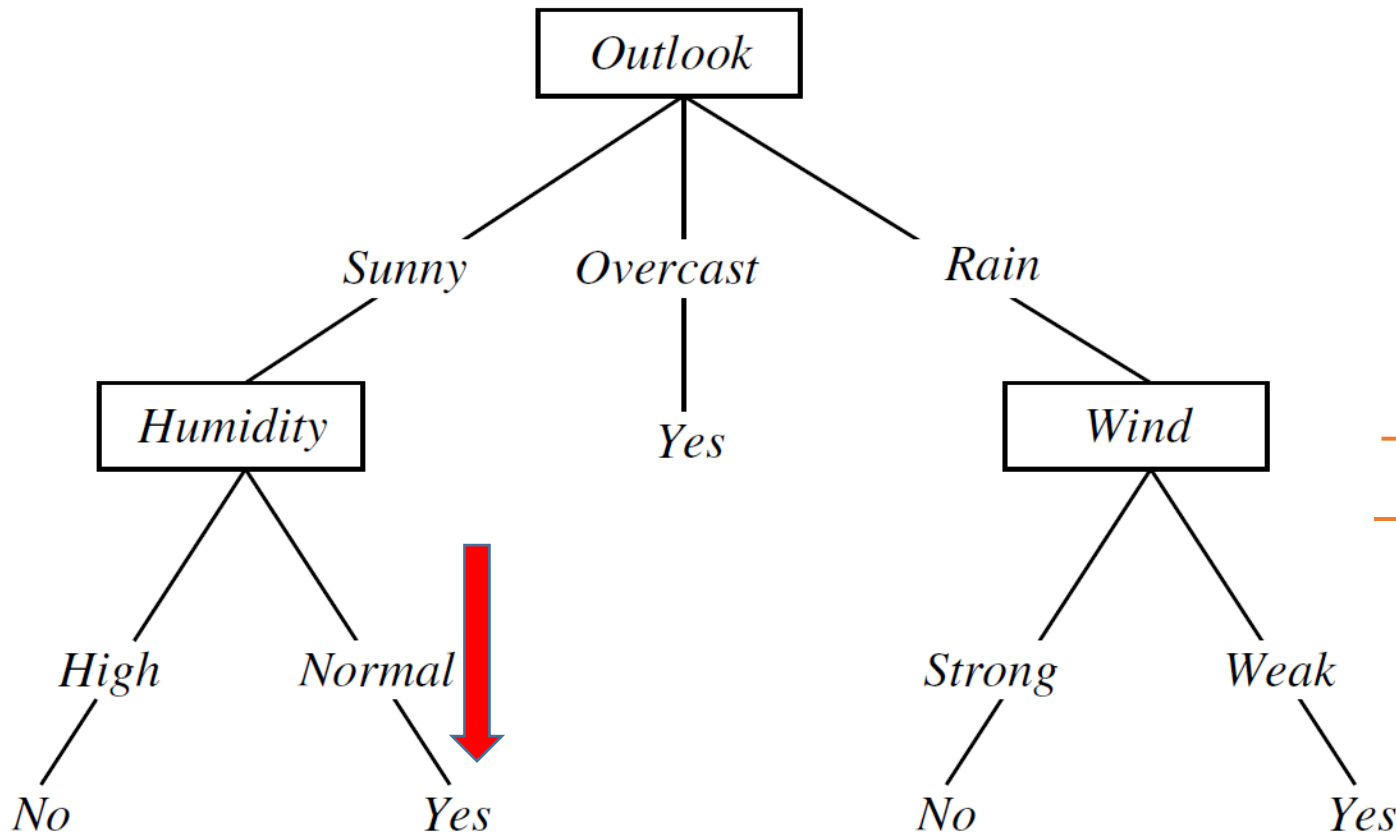 Outlook
Sunny Overcast Rain
Humidity Yes Wind
High Normal Strong Weak
No Yes No Yes